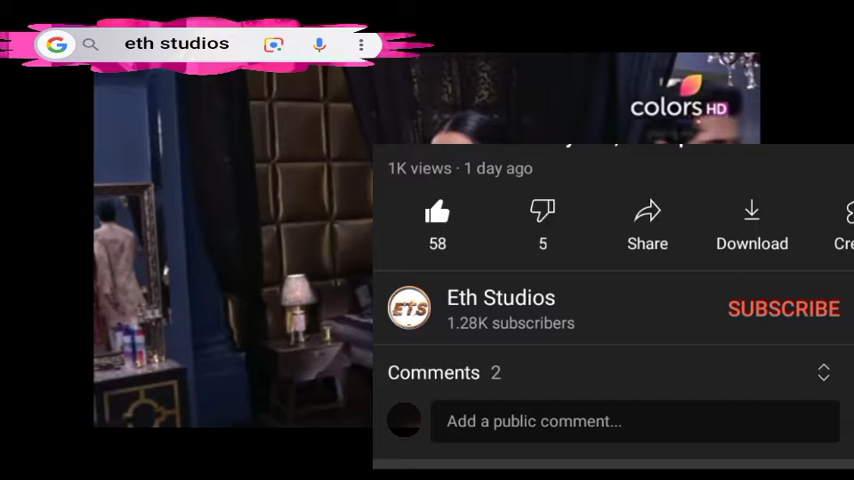 eth studios
colors HD
1K views · 1 day ago
58
5
Share
Download
Cre
ETS
Eth Studios
1.28K subscribers
SUBSCRIBE
Comments 2
Add a public comment...